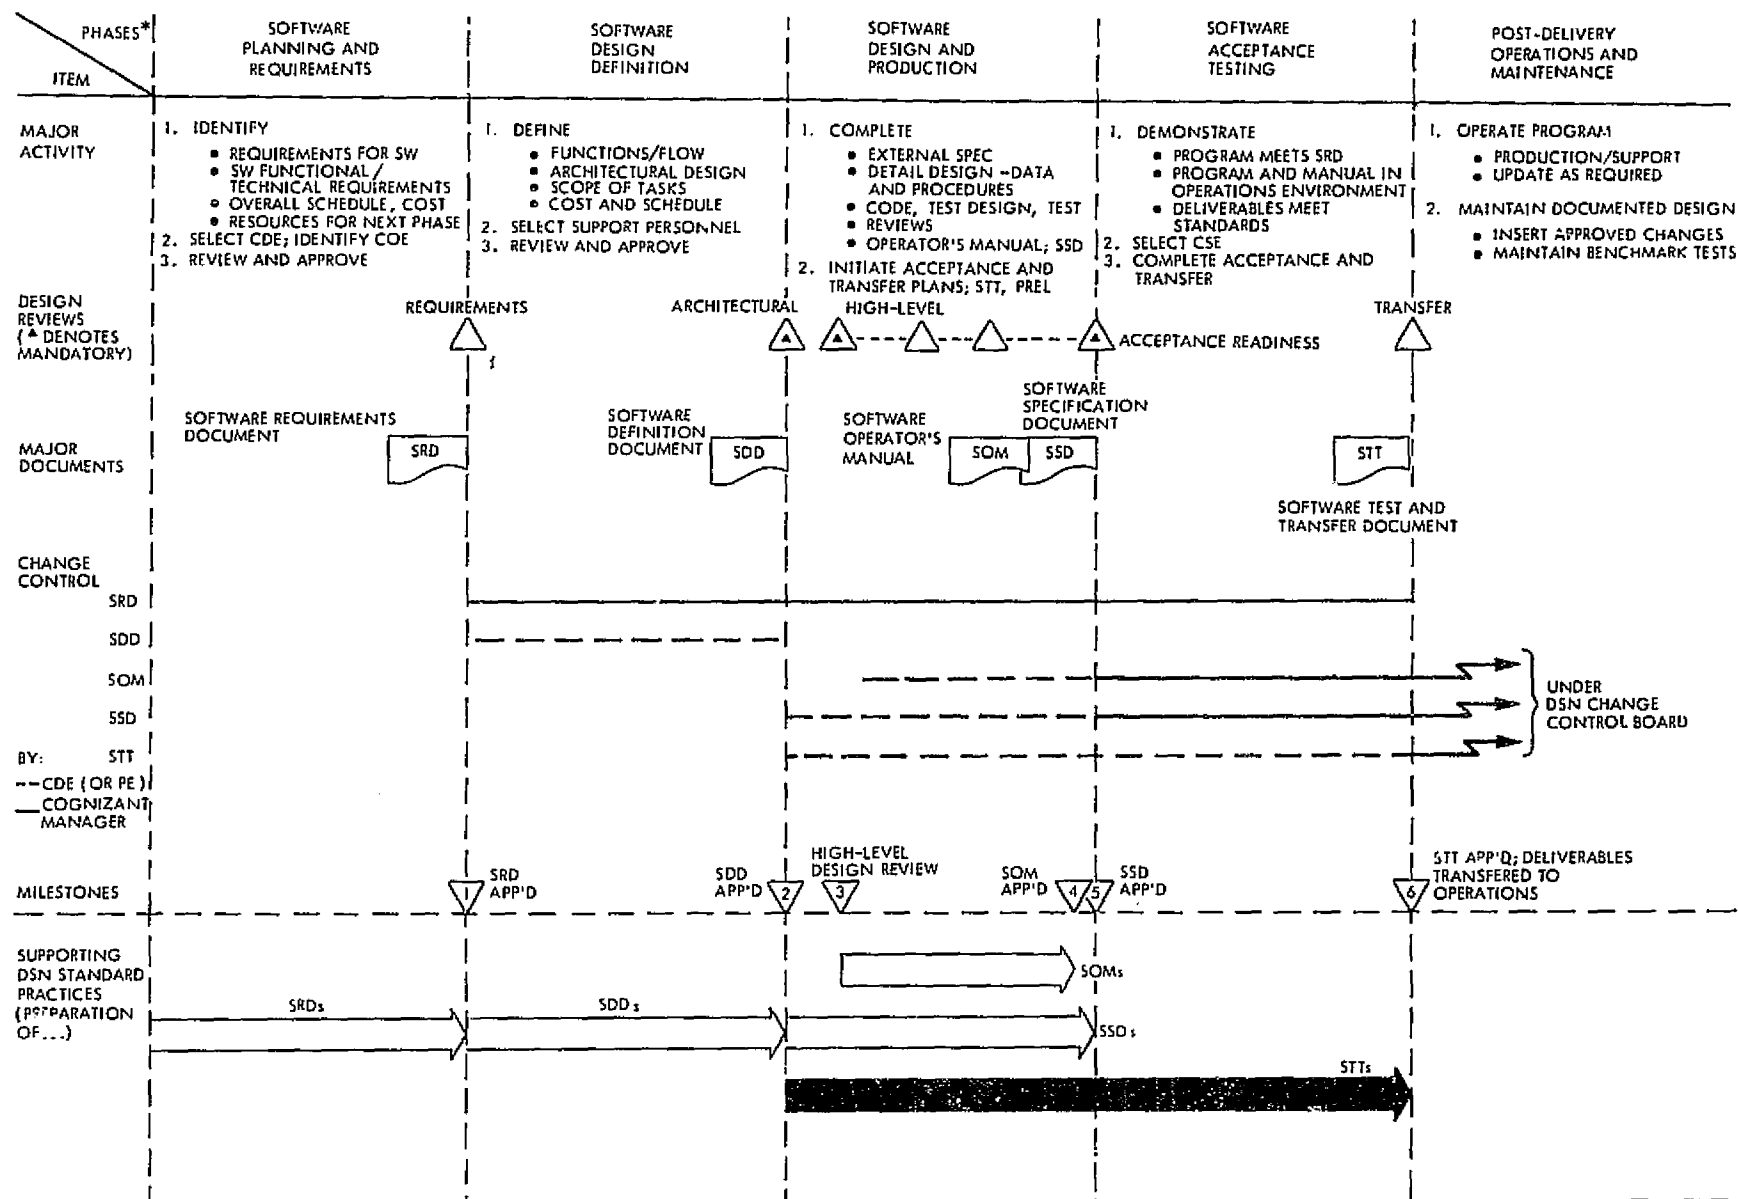 PHASES*
ITEM
SOFTWARE
PLANNING AND
REQUIREMENTS
SOFTWARE
DESIGN
DEFINITION
SOFTWARE
DESIGN AND
PRODUCTION
SOFTWARE
ACCEPTANCE
TESTING
POST-DELIVERY
OPERATIONS AND
MAINTENANCE
MAJOR
ACTIVITY
1. IDENTIFY
• REQUIREMENTS FOR SW
• SW FUNCTIONAL/
TECHNICAL REQUIREMENTS
• OVERALL SCHEDULE, COST
• RESOURCES FOR NEXT PHASE
2. SELECT CDE; IDENTIFY COE
3. REVIEW AND APPROVE
1. DEFINE
• FUNCTIONS/FLOW
• ARCHITECTURAL DESIGN
• SCOPE OF TASKS
• COST AND SCHEDULE
2. SELECT SUPPORT PERSONNEL
3. REVIEW AND APPROVE
1. COMPLETE
• EXTERNAL SPEC
• DETAIL DESIGN -DATA
AND PROCEDURES
• CODE, TEST DESIGN, TEST
• REVIEWS
• OPERATOR'S MANUAL; SSD
2. INITIATE ACCEPTANCE AND
TRANSFER PLANS; STT, PREL
1. DEMONSTRATE
• PROGRAM MEETS SRD
• PROGRAM AND MANUAL IN
OPERATIONS ENVIRONMENT
• DELIVERABLES MEET
STANDARDS
2. SELECT CSE
3. COMPLETE ACCEPTANCE AND
TRANSFER
1. OPERATE PROGRAM
• PRODUCTION/SUPPORT
• UPDATE AS REQUIRED
2. MAINTAIN DOCUMENTED DESIGN
• INSERT APPROVED CHANGES
• MAINTAIN BENCHMARK TESTS
DESIGN
REVIEWS
(▲ DENOTES
MANDATORY)
REQUIREMENTS
ARCHITECTURAL
HIGH-LEVEL
ACCEPTANCE READINESS
TRANSFER
MAJOR
DOCUMENTS
SOFTWARE REQUIREMENTS
DOCUMENT
SRD
SOFTWARE
DEFINITION
DOCUMENT
SDD
SOFTWARE
OPERATOR'S
MANUAL
SOM
SOFTWARE
SPECIFICATION
DOCUMENT
SSD
STT
SOFTWARE TEST AND
TRANSFER DOCUMENT
CHANGE
CONTROL
SRD
SDD
SOM
SSD
BY: STT
--CDE (OR PE)
— COGNIZANT
MANAGER
UNDER
DSN CHANGE
CONTROL BOARD
MILESTONES
1
SRD
APP'D
SDD
APP'D
2
HIGH-LEVEL
DESIGN REVIEW
3
SOM
APP'D
4
5
SSD
APP'D
6
STT APP'D; DELIVERABLES
TRANSFERED TO
OPERATIONS
SUPPORTING
DSN STANDARD
PRACTICES
(PREPARATION
OF...)
SRDs
SDDs
SOMs
SSDs
STTs